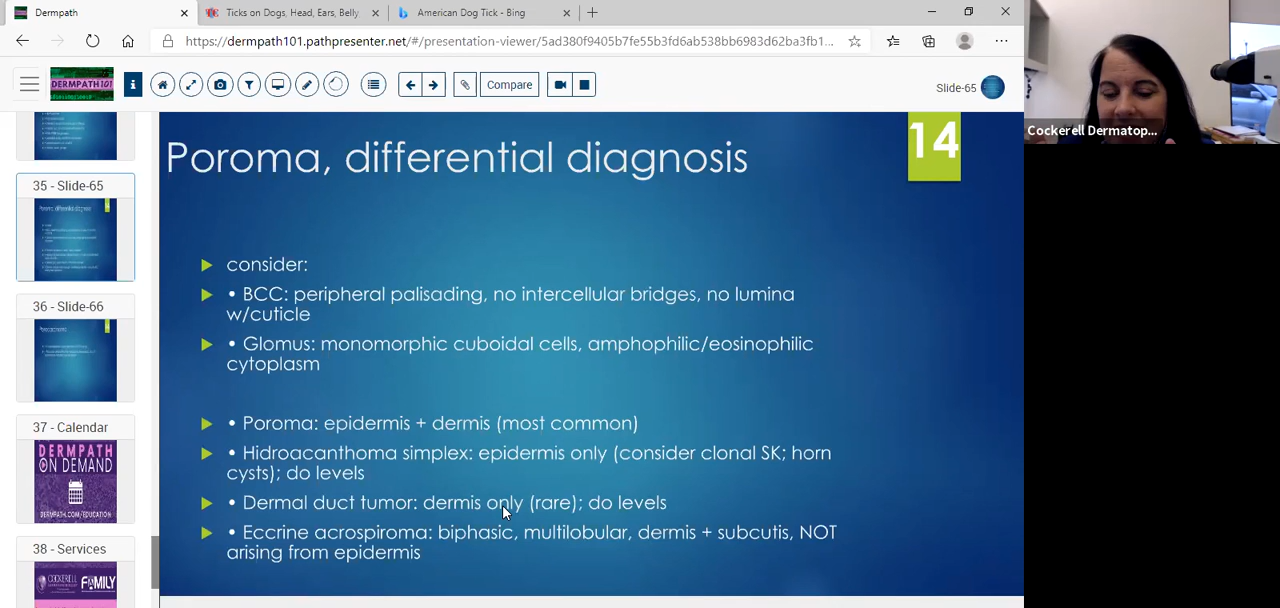 Dermpath
Ticks on Dogs, Head, Ears, Belly
American Dog Tick - Bing
https://dermpath101.pathpresenter.net/#/presentation-viewer/5ad380f9405b7fe55b3fd6ab538bb6983d62ba3fb1...
DERMPATH 101
Compare
Slide-65
Cockerell Dermatop...
35 - Slide-65
36 - Slide-66
37 - Calendar
DERMPATH
ON DEMAND
DERMPATH.COM/EDUCATION
38 - Services
COCKERELL
FAMILY
14
Poroma, differential diagnosis
consider:
• BCC: peripheral palisading, no intercellular bridges, no lumina
w/cuticle
• Glomus: monomorphic cuboidal cells, amphophilic/eosinophilic
cytoplasm
• Poroma: epidermis + dermis (most common)
• Hidroacanthoma simplex: epidermis only (consider clonal SK; horn
cysts); do levels
• Dermal duct tumor: dermis only (rare); do levels
• Eccrine acrospiroma: biphasic, multilobular, dermis + subcutis, NOT
arising from epidermis